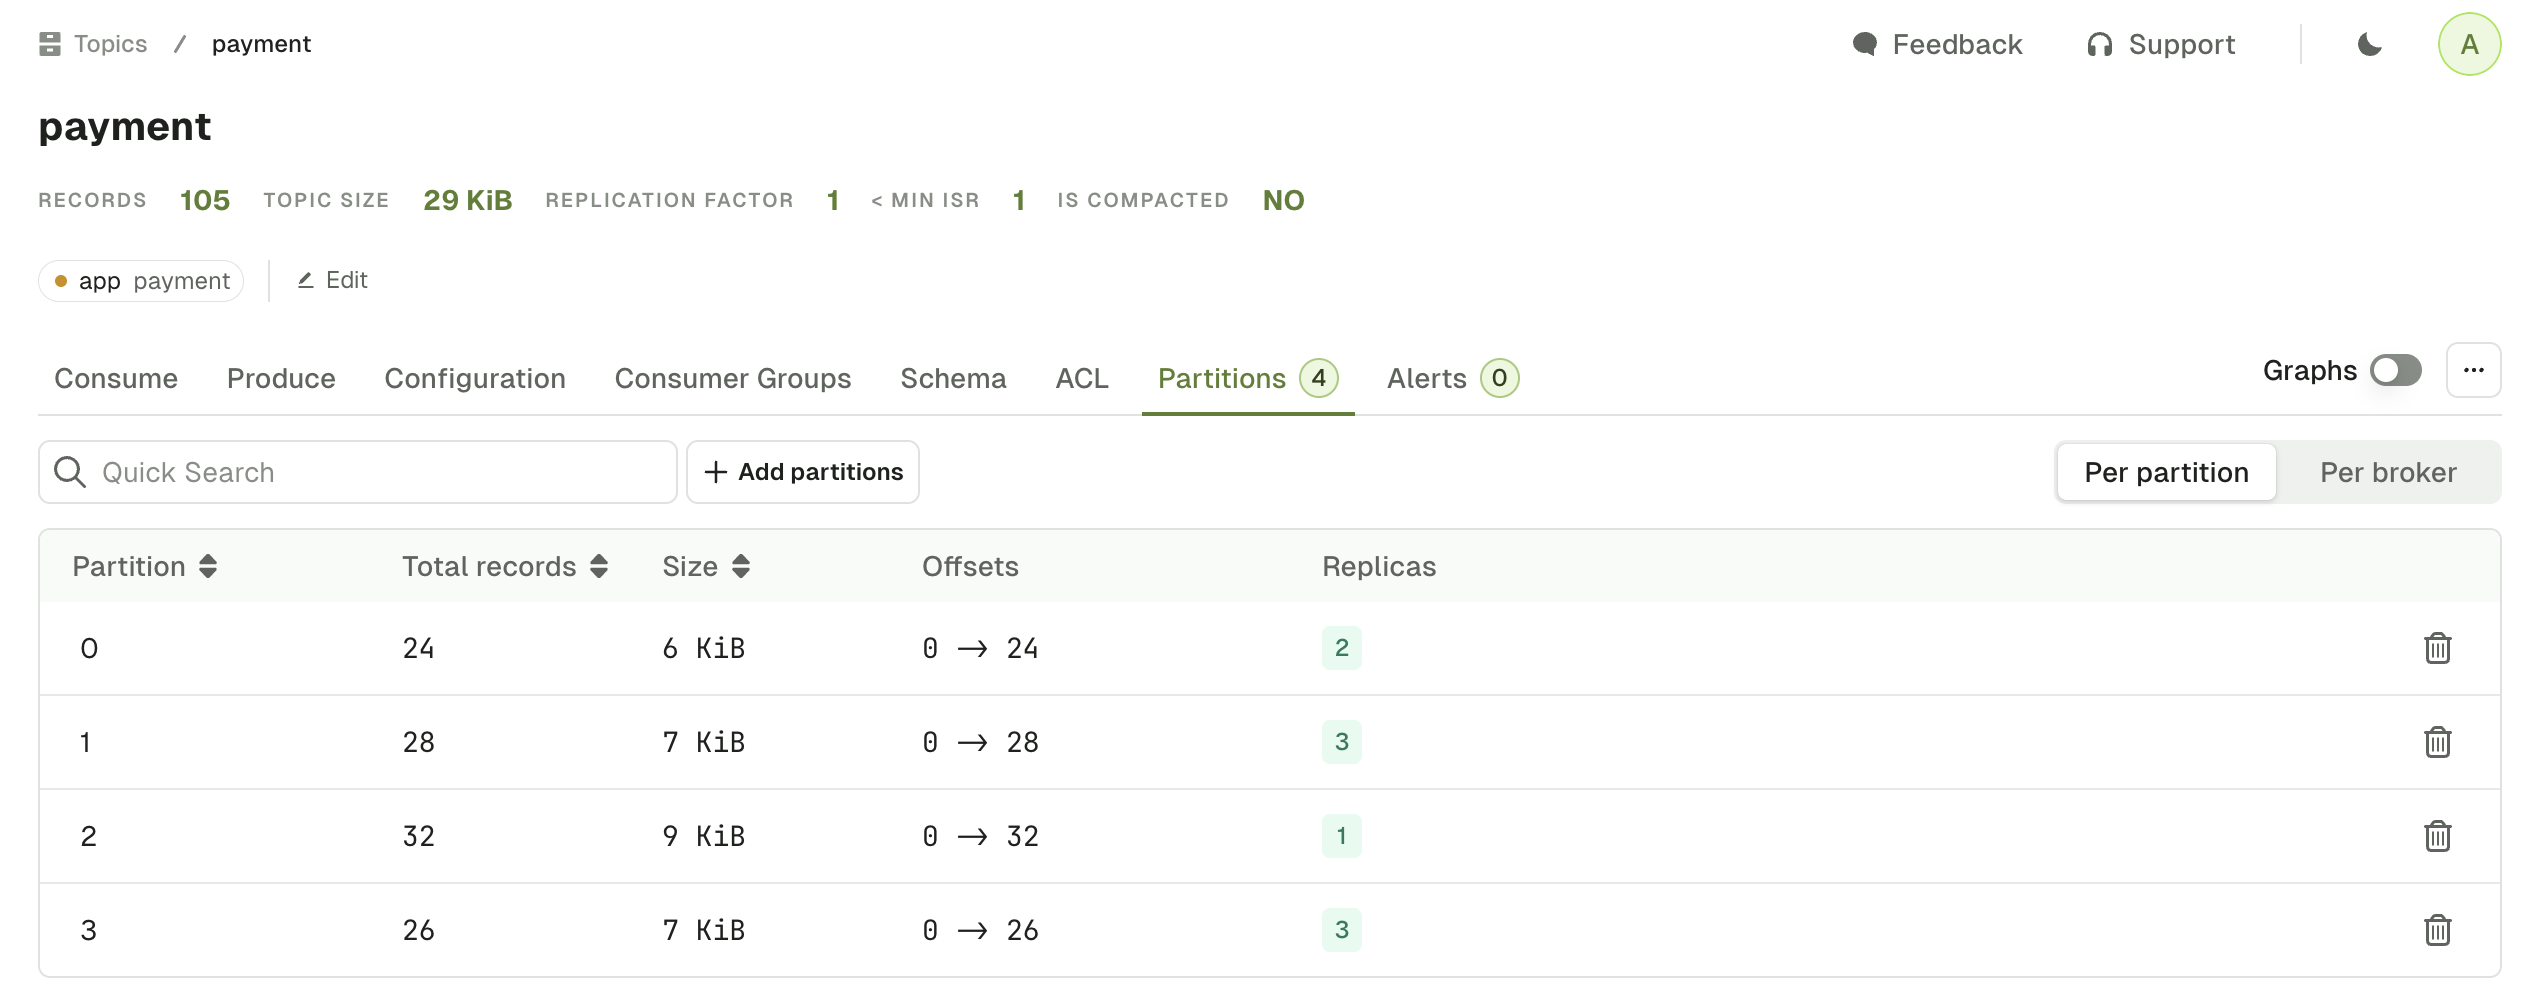 Topics / payment
Feedback Support A
payment
RECORDS 105 TOPIC SIZE 29 KiB REPLICATION FACTOR 1 < MIN ISR 1 IS COMPACTED NO
app payment Edit
Consume Produce Configuration Consumer Groups Schema ACL Partitions 4 Alerts 0 Graphs ...
Quick Search + Add partitions Per partition Per broker
Partition Total records Size Offsets Replicas
0 24 6 KiB 0 → 24 2
1 28 7 KiB 0 → 28 3
2 32 9 KiB 0 → 32 1
3 26 7 KiB 0 → 26 3